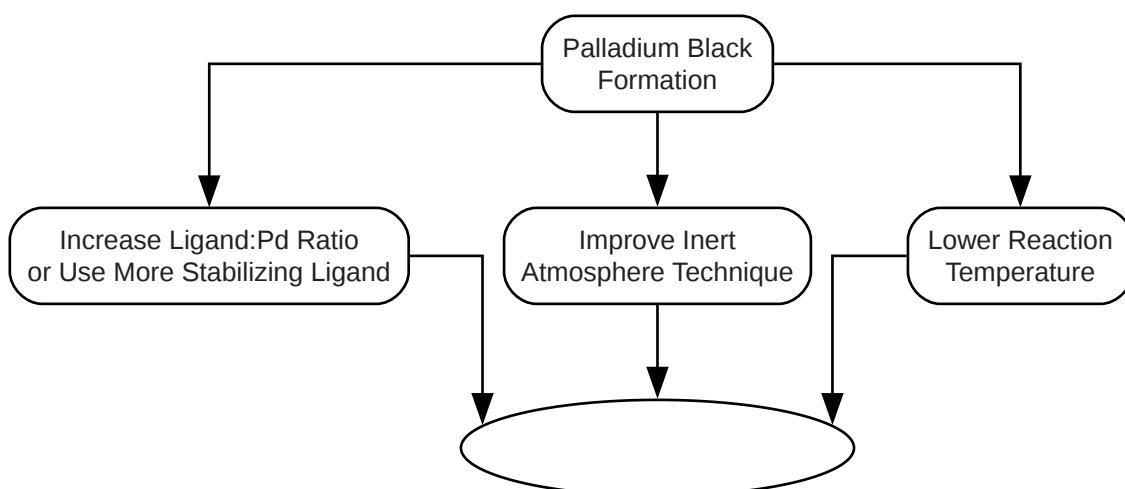 Palladium Black
Formation
Increase Ligand:Pd Ratio
or Use More Stabilizing Ligand
Improve Inert
Atmosphere Technique
Lower Reaction
Temperature